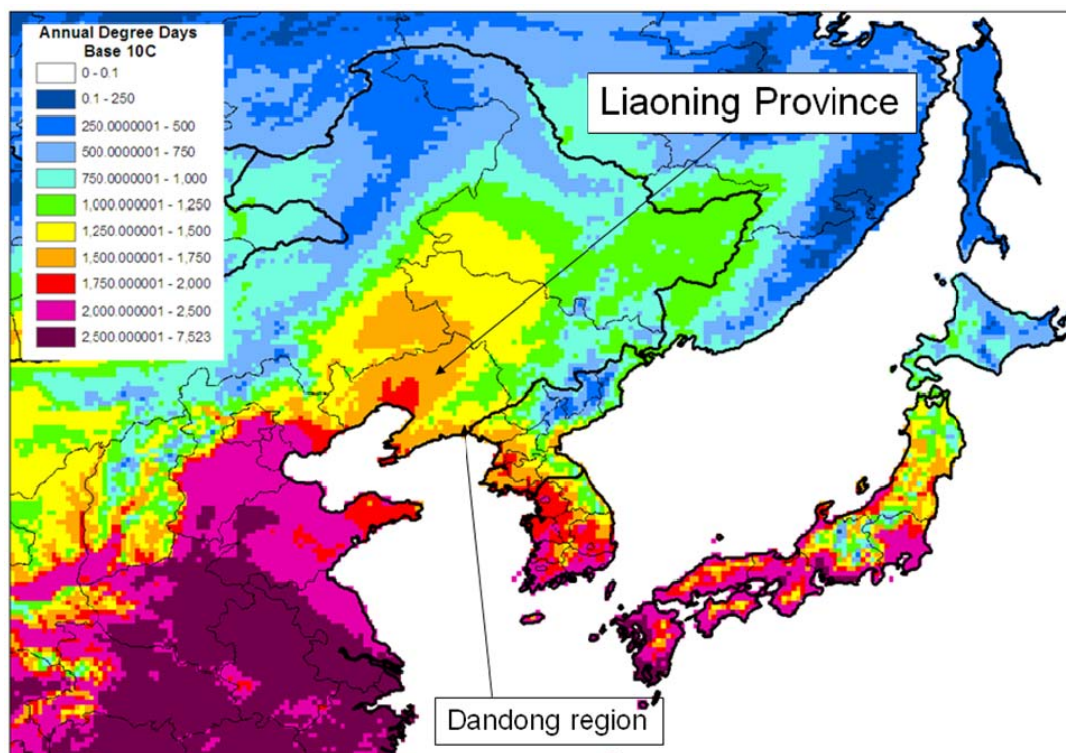 Annual Degree Days
Base 10C
0 - 0.1
0.1 - 250
250.0000001 - 500
500.0000001 - 750
750.0000001 - 1,000
1,000.000001 - 1,250
1,250.000001 - 1,500
1,500.000001 - 1,750
1,750.000001 - 2,000
2,000.000001 - 2,500
2,500.000001 - 7,523
Liaoning Province
Dandong region